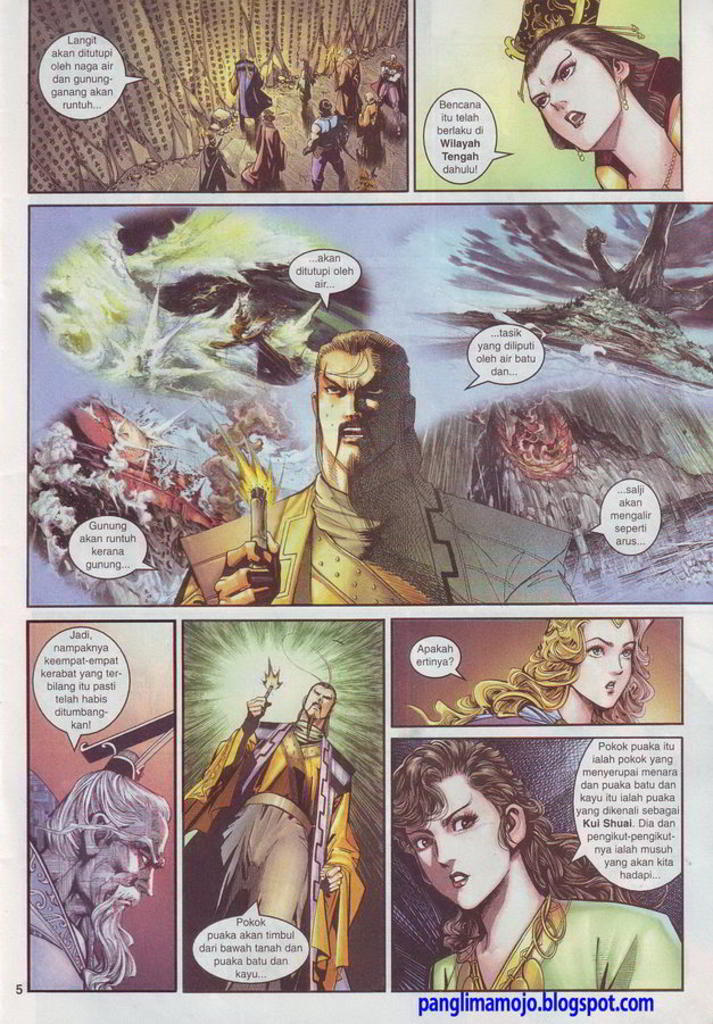 Langit
akan ditutupi
oleh naga air
dan gunung-
ganang akan
runtuh...
Bencana
itu telah
berlaku di
Wilayah
Tengah
dahulu!
...akan
ditutupi oleh
air...
...tasik
yang diliputi
oleh air batu
dan...
Gunung
akan runtuh
kerana
gunung...
...salji
akan
mengalir
seperti
arus...
Jadi,
nampaknya
keempat-empat
kerabat yang ter-
bilang itu pasti
telah habis
ditumbang-
kan!
Pokok
puaka akan timbul
dari bawah tanah dan
puaka batu dan
kayu...
Apakah
ertinya?
Pokok puaka itu
ialah pokok yang
menyerupai menara
dan puaka batu dan
kayu itu ialah puaka
yang dikenali sebagai
Kui Shuai. Dia dan
pengikut-pengikut-
nya ialah musuh
yang akan kita
hadapi...
5
panglimamojo.blogspot.com